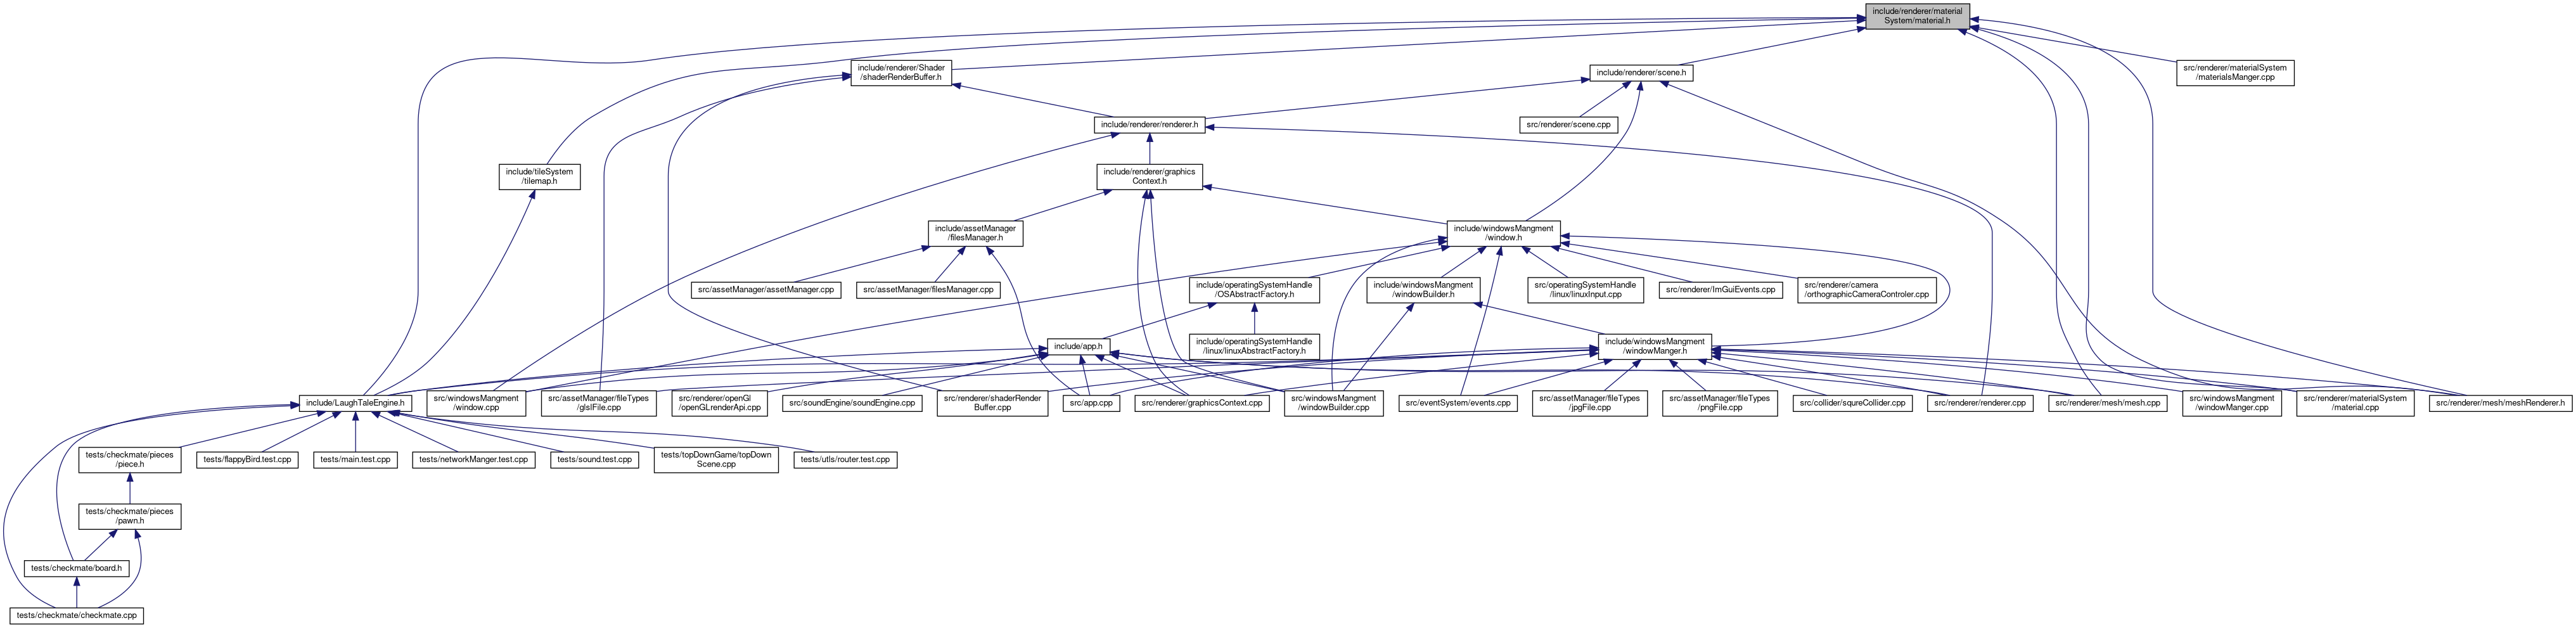 include/renderer/material
System/material.h
include/renderer/Shader
/shaderRenderBuffer.h
include/renderer/scene.h
src/renderer/materialSystem
/materialsManger.cpp
include/renderer/renderer.h
src/renderer/scene.cpp
include/tileSystem
/tilemap.h
include/renderer/graphics
Context.h
include/assetManager
/filesManager.h
include/windowsMangment
/window.h
src/assetManager/assetManager.cpp
src/assetManager/filesManager.cpp
include/operatingSystemHandle
/OSAbstractFactory.h
include/windowsMangment
/windowBuilder.h
src/operatingSystemHandle
/linux/linuxInput.cpp
src/renderer/ImGuiEvents.cpp
src/renderer/camera
/orthographicCameraControler.cpp
include/app.h
include/operatingSystemHandle
/linux/linuxAbstractFactory.h
include/windowsMangment
/windowManger.h
include/LaughTaleEngine.h
src/windowsMangment
/window.cpp
src/assetManager/fileTypes
/glslFile.cpp
src/renderer/openGl
/openGLrenderApi.cpp
src/soundEngine/soundEngine.cpp
src/renderer/shaderRender
Buffer.cpp
src/app.cpp
src/renderer/graphicsContext.cpp
src/windowsMangment
/windowBuilder.cpp
src/eventSystem/events.cpp
src/assetManager/fileTypes
/jpgFile.cpp
src/assetManager/fileTypes
/pngFile.cpp
src/collider/squreCollider.cpp
src/renderer/renderer.cpp
src/renderer/mesh/mesh.cpp
src/windowsMangment
/windowManger.cpp
src/renderer/materialSystem
/material.cpp
src/renderer/mesh/meshRenderer.h
tests/checkmate/pieces
/piece.h
tests/flappyBird.test.cpp
tests/main.test.cpp
tests/networkManger.test.cpp
tests/sound.test.cpp
tests/topDownGame/topDown
Scene.cpp
tests/utls/router.test.cpp
tests/checkmate/pieces
/pawn.h
tests/checkmate/board.h
tests/checkmate/checkmate.cpp